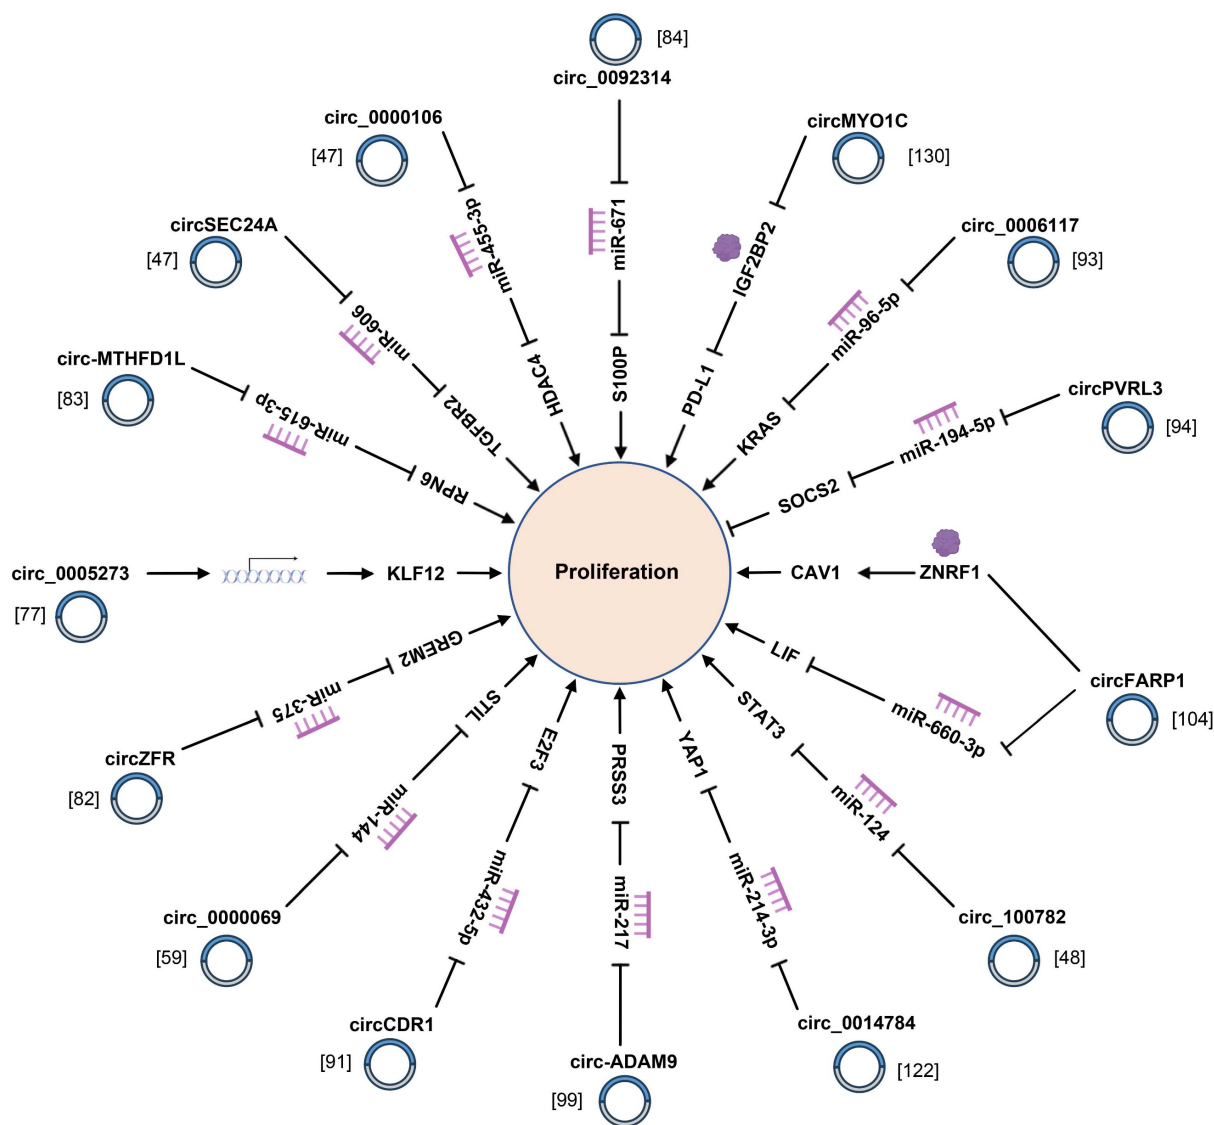 [84]
circ_0092314
miR-671
S100P
circMYO1C
[130]
IGF2BP2
PD-L1
circ_0006117
[93]
miR-96-5p
KRAS
circPVRL3
[94]
miR-194-5p
SOCS2
ZNRF1
CAV1
circFARP1
[104]
miR-660-3p
LIF
circ_100782
[48]
miR-124
STAT3
circ_0014784
[122]
miR-214-3p
YAP1
circ-ADAM9
[99]
miR-217
PRSS3
circCDR1
[91]
miR-432-5p
E2F3
circ_0000069
[59]
miR-144
STIL
circZFR
[82]
miR-375
GREM2
circ_0005273
[77]
KLF12
circ-MTHFD1L
[83]
miR-615-3p
RPN6
circSEC24A
[47]
miR-606
TGFBR2
circ_0000106
[47]
miR-455-3p
HDAC4
Proliferation